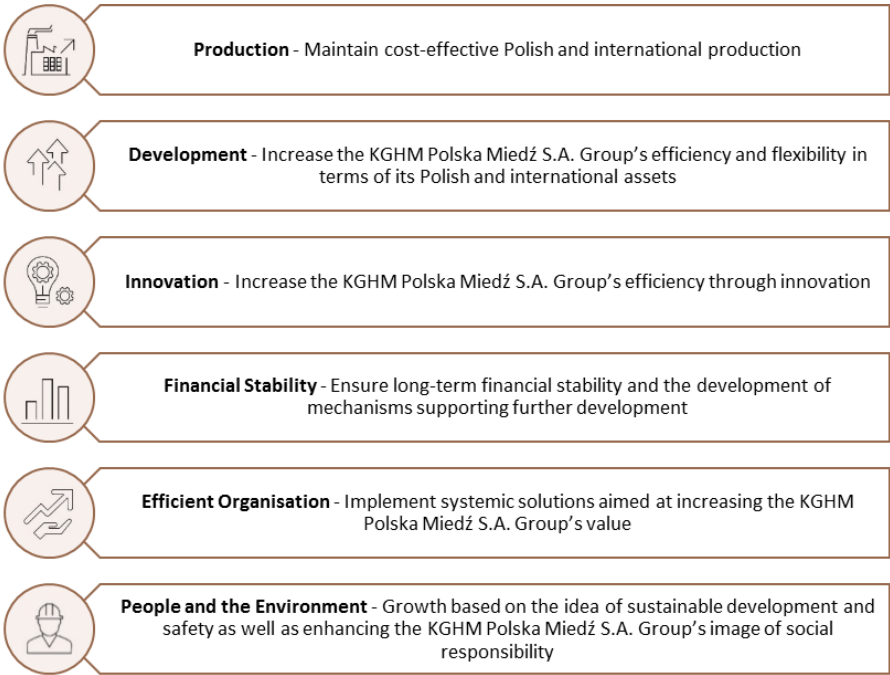 Production - Maintain cost-effective Polish and international production
Development - Increase the KGHM Polska Miedź S.A. Group's efficiency and flexibility in
terms of its Polish and international assets
Innovation - Increase the KGHM Polska Miedź S.A. Group's efficiency through innovation
Financial Stability - Ensure long-term financial stability and the development of
mechanisms supporting further development
Efficient Organisation - Implement systemic solutions aimed at increasing the KGHM
Polska Miedź S.A. Group's value
People and the Environment - Growth based on the idea of sustainable development and
safety as well as enhancing the KGHM Polska Miedź S.A. Group's image of social
responsibility